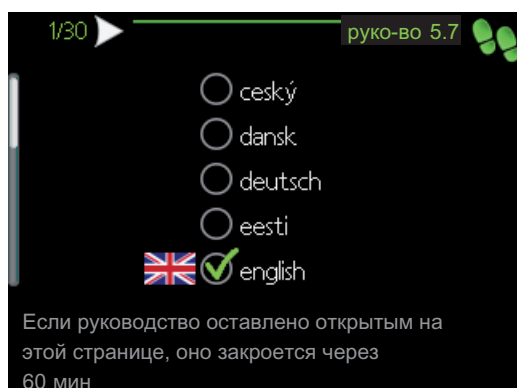 1/30
руко-во 5.7
ceský
dansk
deutsch
eesti
english
Если руководство оставлено открытым на
этой странице, оно закроется через
60 мин